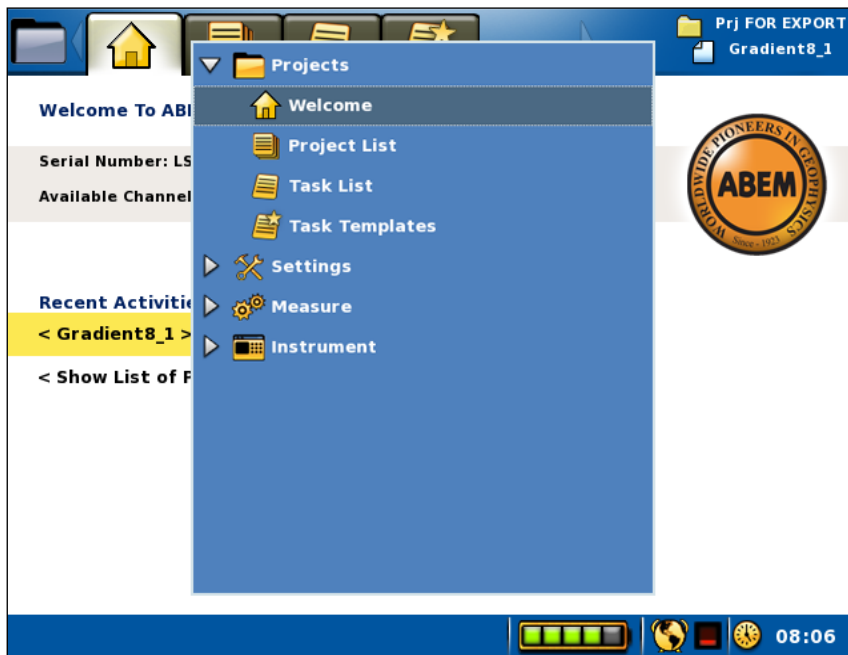 Prj FOR EXPORT
Gradient8_1
Projects
Welcome
Project List
Task List
Task Templates
Settings
Measure
Instrument
Welcome To ABE
Serial Number: LS
Available Channel
Recent Activitie
< Gradient8_1 >
< Show List of P
WORLDWIDE PIONEERS IN GEOPHYSICS
ABEM
Since - 1923
08:06